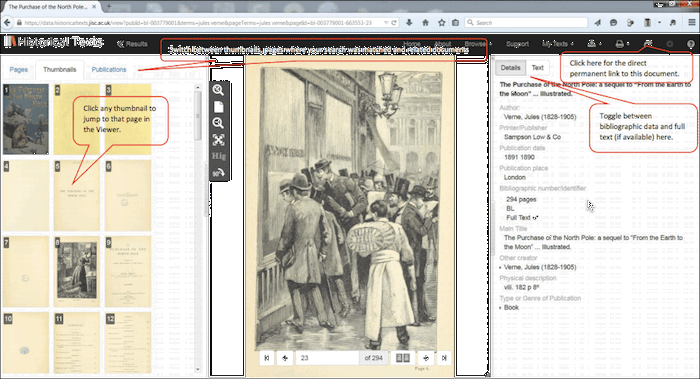 The Purchase of the North Pole...
https://data.historicaltexts.jisc.ac.uk/view?pubId=bl-003779001&terms=jules verne&pageTerms=jules verne&pageId=bl-003779001-663553-23
Search
Historical Texts
Results
Switch between thumbnails, pages where your search was matched and related documents
Home
About
Browse
Support
My Texts
Pages
Thumbnails
Publications
Click here for the direct
permanent link to this document.
Details
Text
Click any thumbnail to
jump to that page in
the Viewer.
1
2
3
4
5
6
7
8
9
10
11
12
Hig
90°
The Purchase of the North Pole: a sequel to "From the Earth to
the Moon" ... Illustrated.
Toggle between
bibliographic data and full
text (if available) here.
Author:
Verne, Jules (1828-1905)
Printer/Publisher
Sampson Low & Co
Publication date
1891 1890
Publication place
London
Bibliographic number/identifier
294 pages
BL
Full Text
Main Title
The Purchase of the North Pole: a sequel to "From the Earth to
the Moon" ... Illustrated.
Other creator
Verne, Jules (1828-1905)
Physical description
viii. 182 p 8º
Type or Genre of Publication
Book
23
of 294